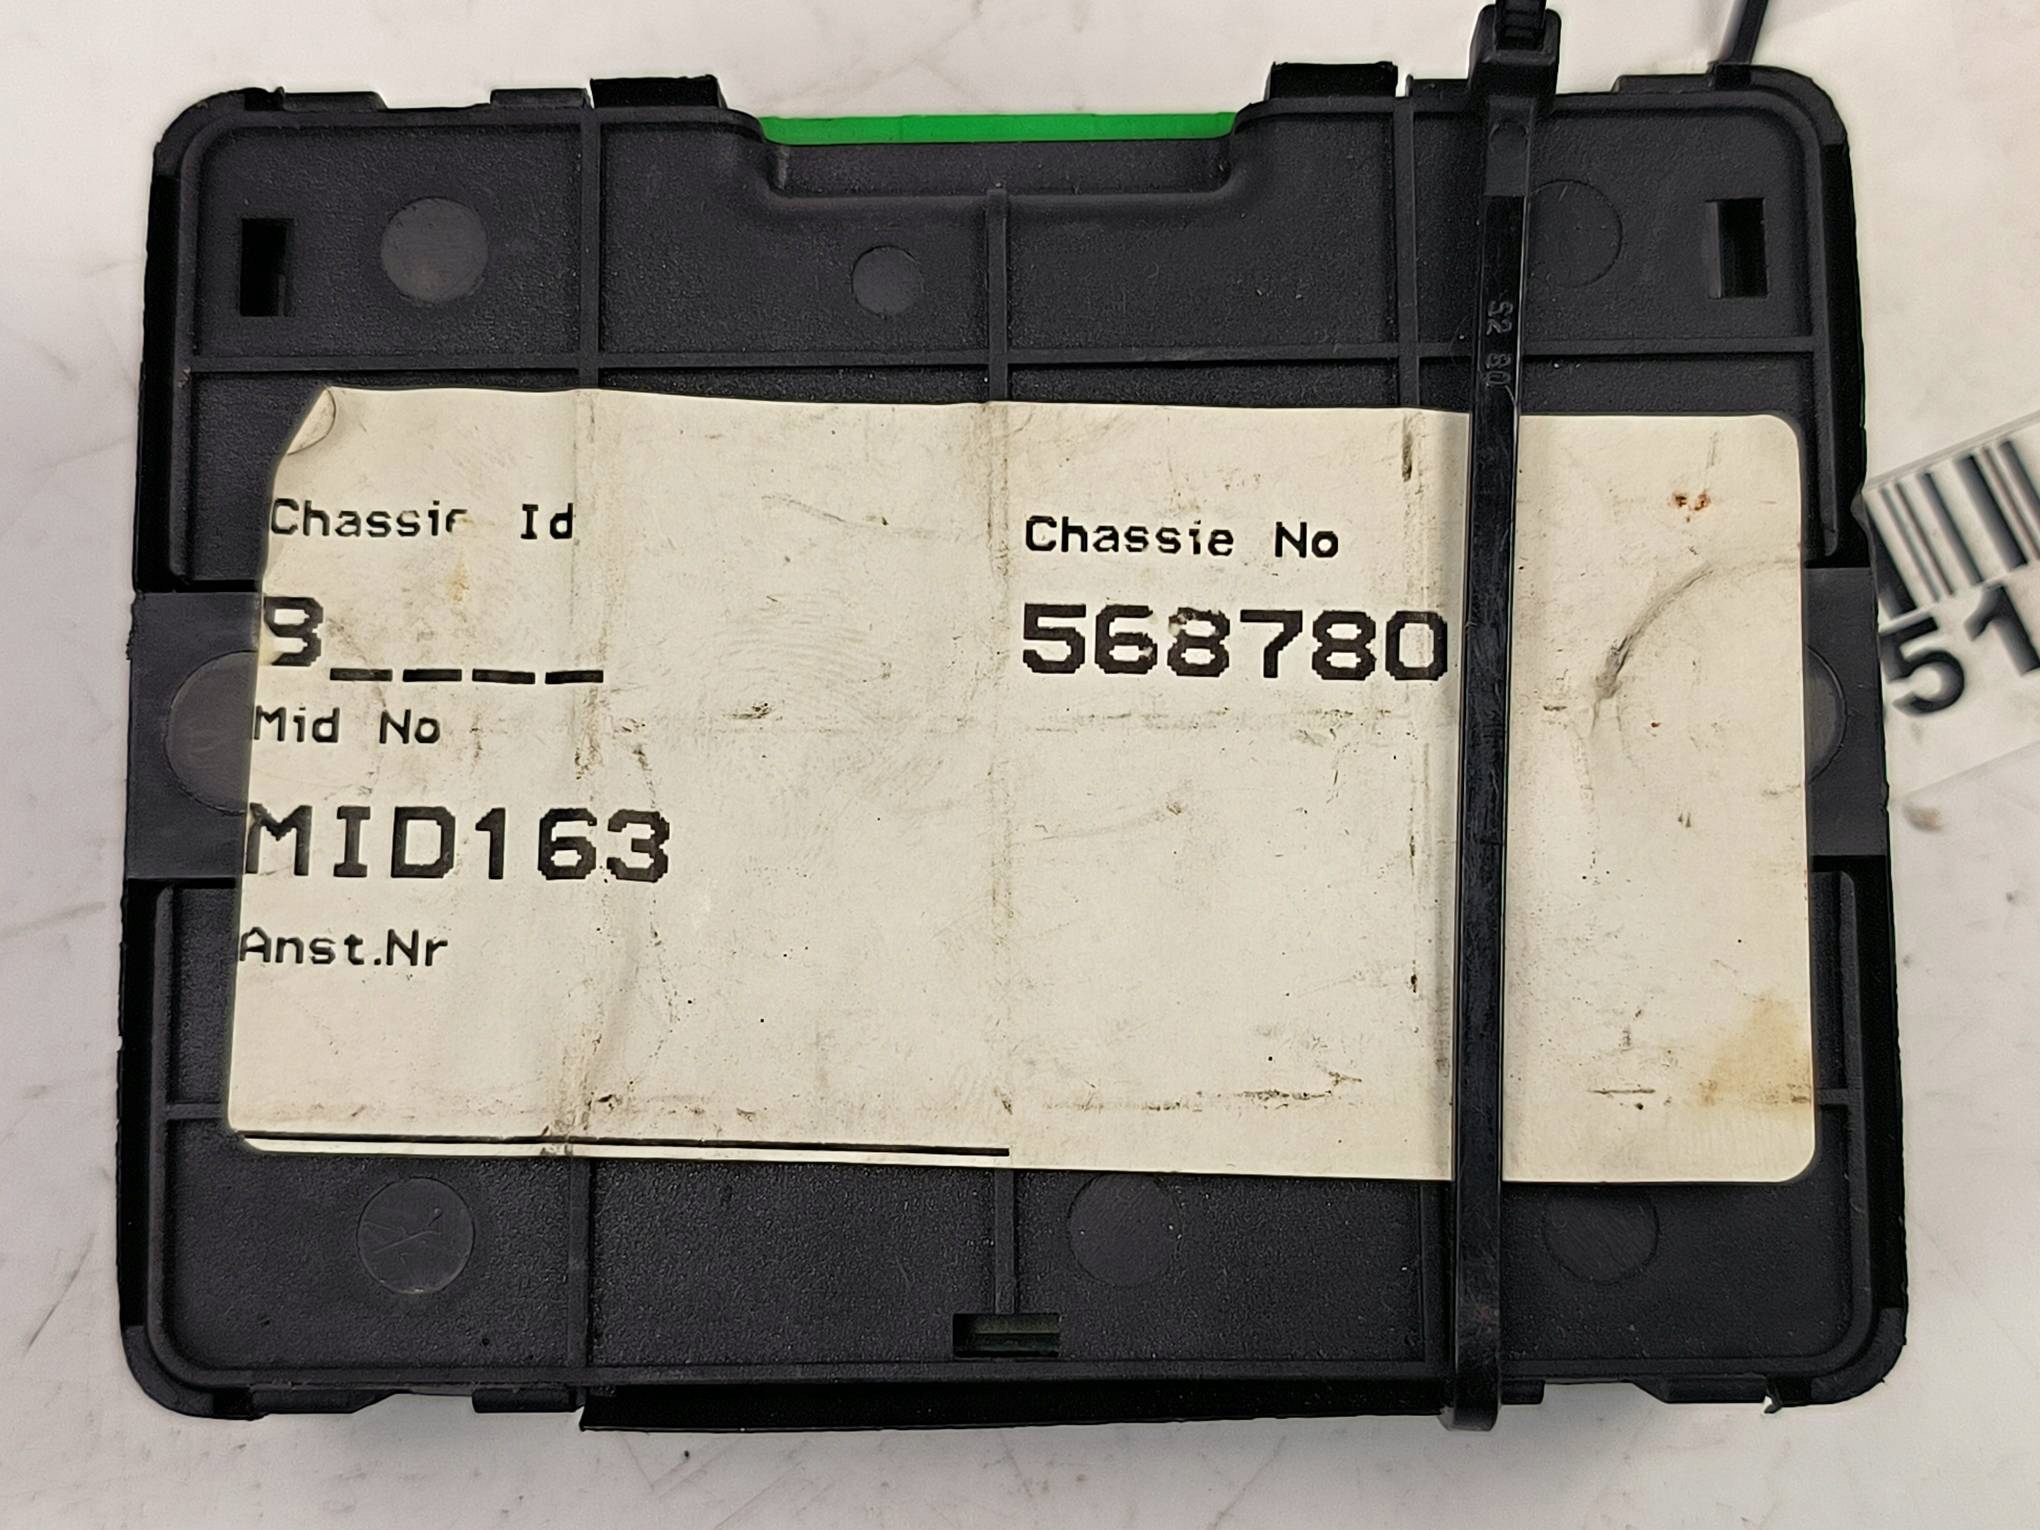 Chassie Id
Chassie No
9____
568780
Mid No
MID163
Anst.Nr
51